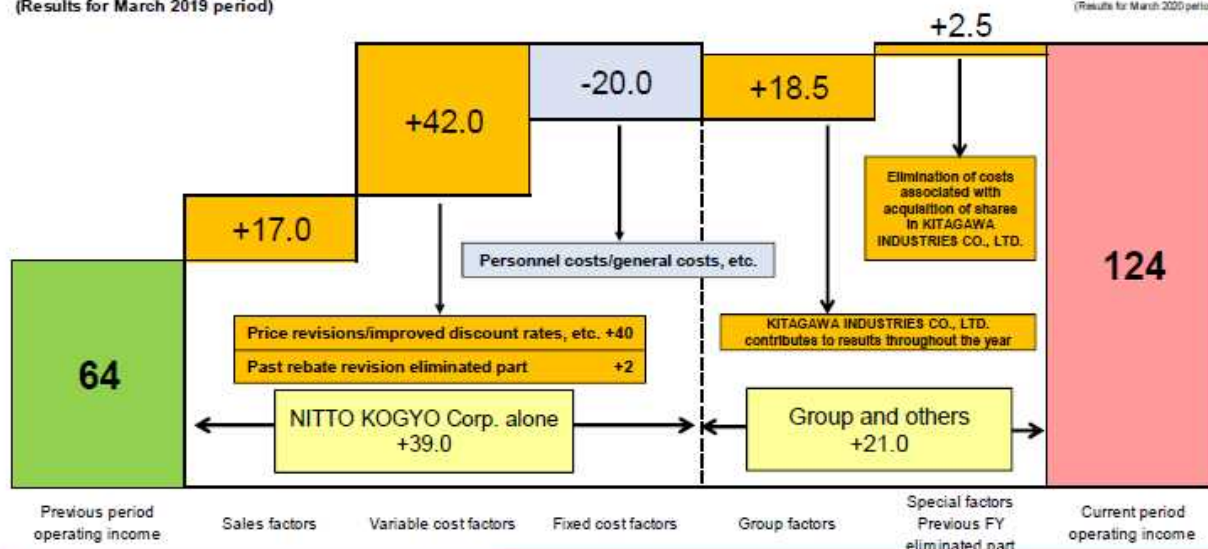 (Results for March 2019 period)
(Results for March 2020 perio
+2.5
-20.0
+18.5
+42.0
Elimination of costs
associated with
acquisition of shares
in KITAGAWA
INDUSTRIES CO., LTD.
+17.0
Personnel costs/general costs, etc.
124
Price revisions/improved discount rates, etc. +40
Past rebate revision eliminated part +2
KITAGAWA INDUSTRIES CO., LTD.
contributes to results throughout the year
64
NITTO KOGYO Corp. alone
+39.0
Group and others
+21.0
Previous period
operating income
Sales factors
Variable cost factors
Fixed cost factors
Group factors
Special factors
Previous FY
eliminated part
Current period
operating income